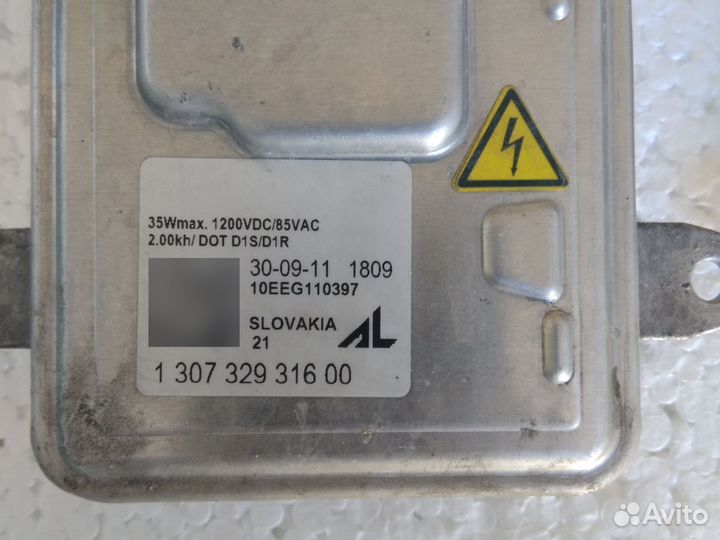 35Wmax. 1200VDC/85VAC
2.00kh/ DOT D1S/D1R
30-09-11 1809
10EEG110397
SLOVAKIA
21
AL
1 307 329 316 00
Avito